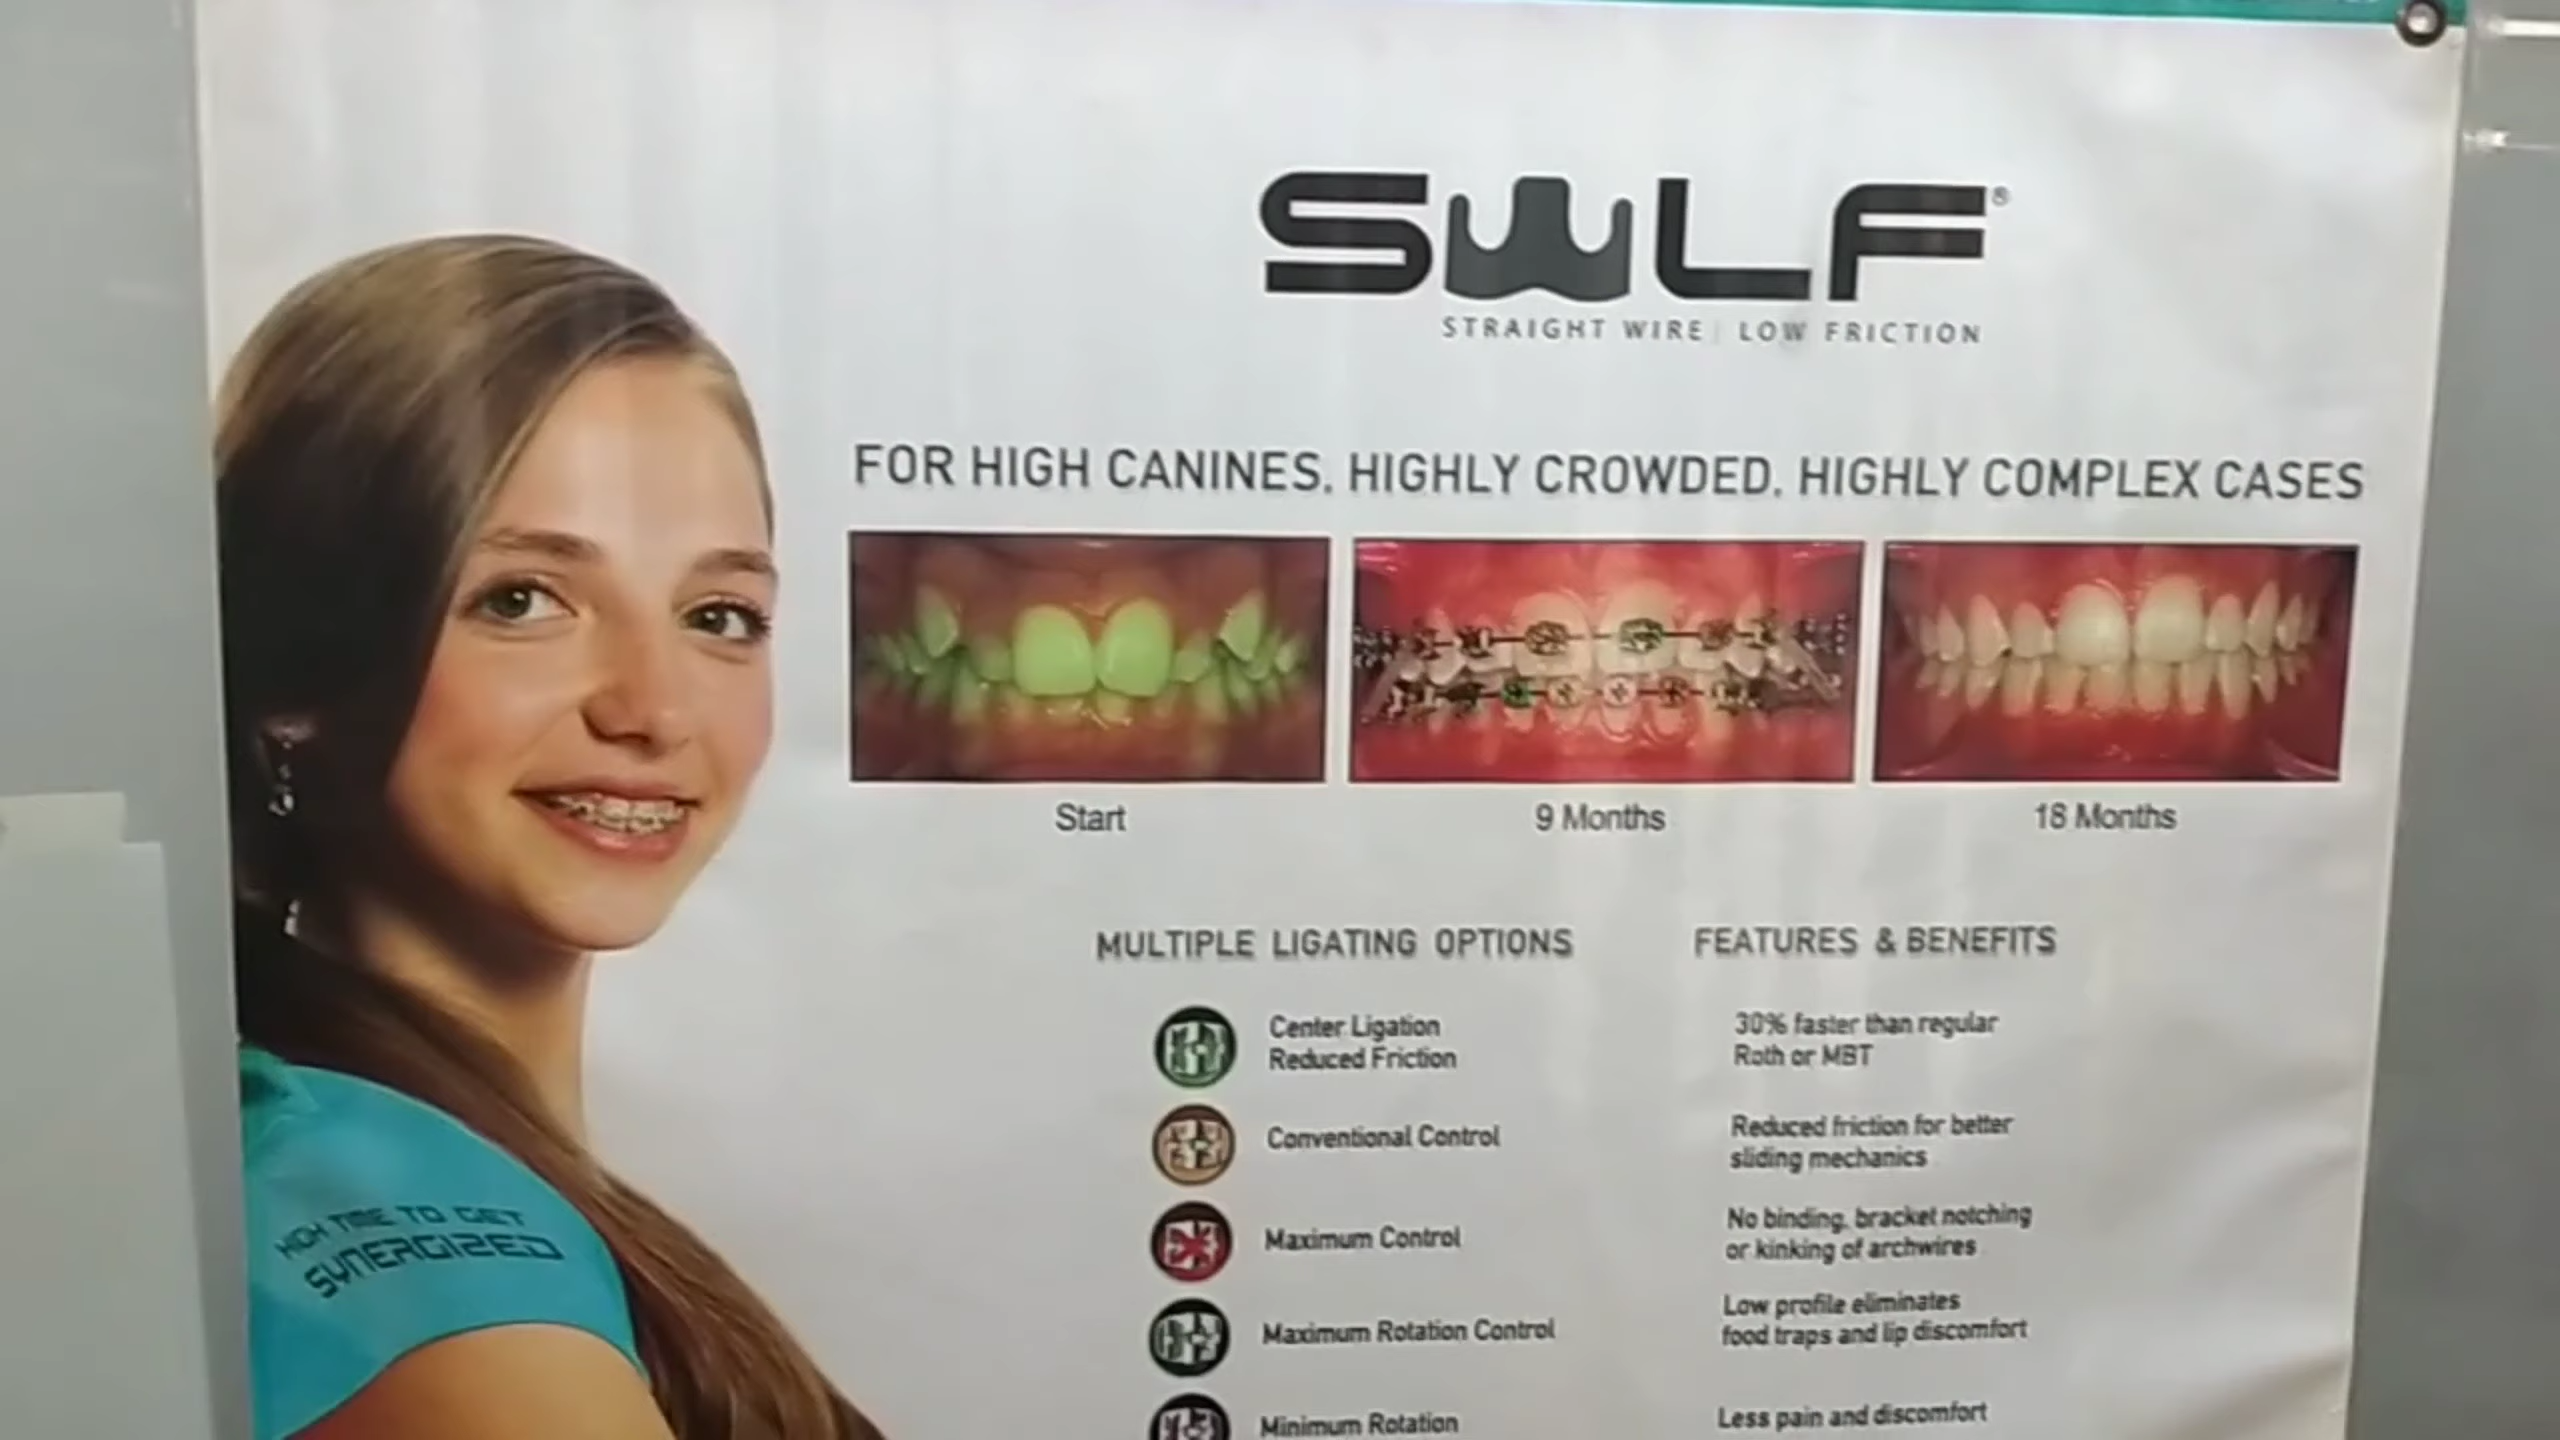 SWLF®
STRAIGHT WIRE | LOW FRICTION
FOR HIGH CANINES, HIGHLY CROWDED, HIGHLY COMPLEX CASES
Start
9 Months
18 Months
MULTIPLE LIGATING OPTIONS
Center Ligation
Reduced Friction
Conventional Control
Maximum Control
Maximum Rotation Control
Minimum Rotation
FEATURES & BENEFITS
30% faster than regular
Roth or MBT
Reduced friction for better
sliding mechanics
No binding, bracket notching
or kinking of archwires
Low profile eliminates
food traps and lip discomfort
Less pain and discomfort
HIGH TIME TO GET
SYNERGIZED